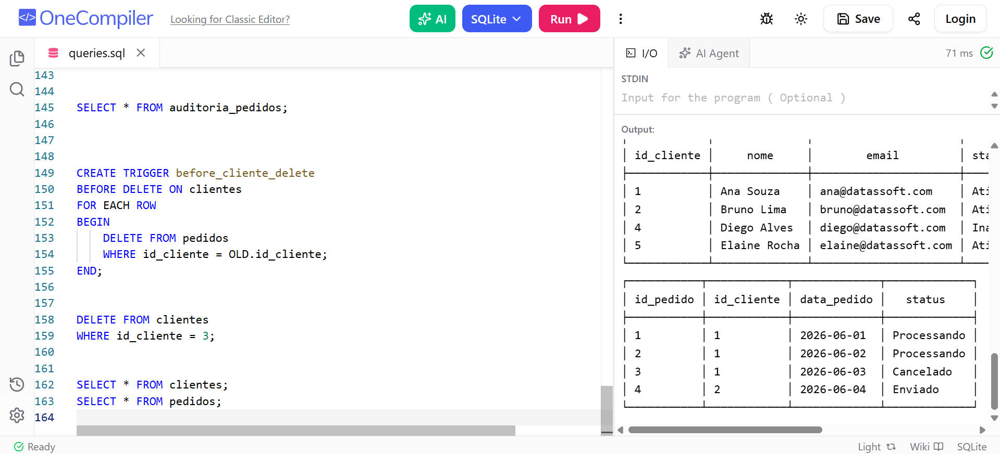 </> OneCompiler Looking for Classic Editor? AI SQLite Run Save Login
queries.sql
I/O AI Agent 71 ms
143
144
145 SELECT * FROM auditoria_pedidos;
146
147
148
149 CREATE TRIGGER before_cliente_delete
150 BEFORE DELETE ON clientes
151 FOR EACH ROW
152 BEGIN
153 DELETE FROM pedidos
154 WHERE id_cliente = OLD.id_cliente;
155 END;
156
157
158 DELETE FROM clientes
159 WHERE id_cliente = 3;
160
161
162 SELECT * FROM clientes;
163 SELECT * FROM pedidos;
164
STDIN
Input for the program ( Optional )
Output:
id_cliente nome email sta
1 Ana Souza ana@datassoft.com Ati
2 Bruno Lima bruno@datassoft.com Ati
4 Diego Alves diego@datassoft.com Ina
5 Elaine Rocha elaine@datassoft.com Ati
id_pedido id_cliente data_pedido status
1 1 2026-06-01 Processando
2 1 2026-06-02 Processando
3 1 2026-06-03 Cancelado
4 2 2026-06-04 Enviado
Ready Light Wiki SQLite